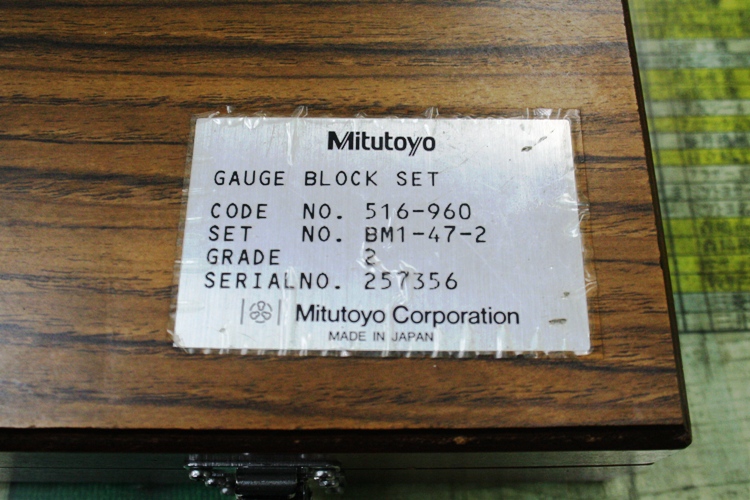 Mitutoyo
GAUGE BLOCK SET
CODE NO. 516-960
SET NO. BM1-47-2
GRADE 2
SERIALNO. 257356
Mitutoyo Corporation
MADE IN JAPAN